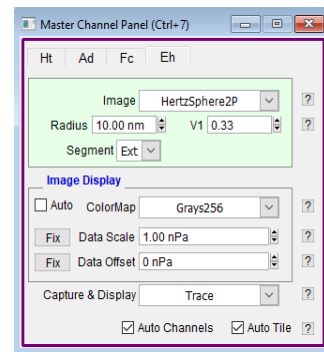 Master Channel Panel (Ctrl+7)
Ht Ad Fc Eh
Image HertzSphere2P ?
Radius 10.00 nm V1 0.33 ?
Segment Ext
Image Display
Auto ColorMap Grays256 ?
Fix Data Scale 1.00 nPa ?
Fix Data Offset 0 nPa ?
Capture & Display Trace ?
Auto Channels Auto Tile ?